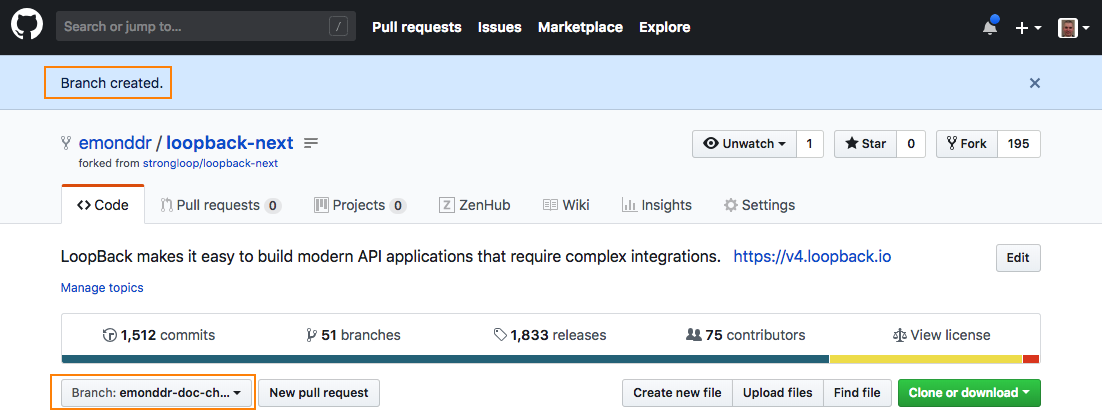 Search or jump to... / Pull requests Issues Marketplace Explore
Branch created.
emonddr / loopback-next Unwatch 1 Star 0 Fork 195
forked from strongloop/loopback-next
Code Pull requests 0 Projects 0 ZenHub Wiki Insights Settings
LoopBack makes it easy to build modern API applications that require complex integrations. https://v4.loopback.io Edit
Manage topics
1,512 commits 51 branches 1,833 releases 75 contributors View license
Branch: emonddr-doc-ch... New pull request Create new file Upload files Find file Clone or download